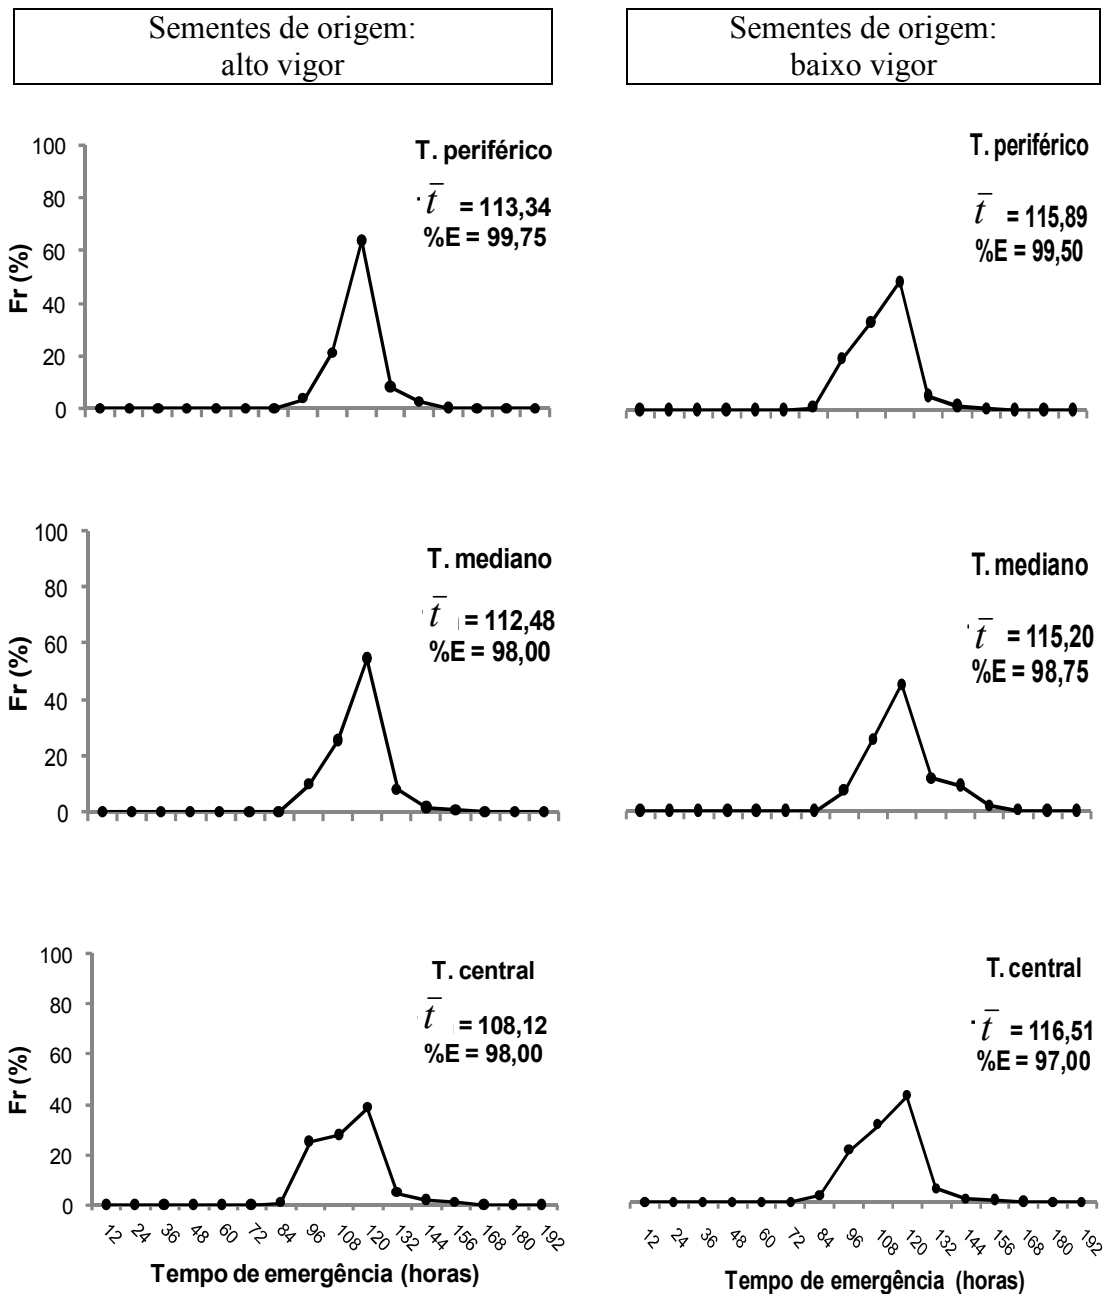 Sementes de origem:
alto vigor
Sementes de origem:
baixo vigor
T. periférico
t̅ = 113,34
%E = 99,75
Fr (%)
100
80
60
40
20
0
T. periférico
t̅ = 115,89
%E = 99,50
T. mediano
t̅ = 112,48
%E = 98,00
Fr (%)
100
80
60
40
20
0
T. mediano
t̅ = 115,20
%E = 98,75
T. central
t̅ = 108,12
%E = 98,00
Fr (%)
100
80
60
40
20
0
12 24 36 48 60 72 84 96 108 120 132 144 156 168 180 192
Tempo de emergência (horas)
T. central
t̅ = 116,51
%E = 97,00
12 24 36 48 60 72 84 96 108 120 132 144 156 168 180 192
Tempo de emergência (horas)